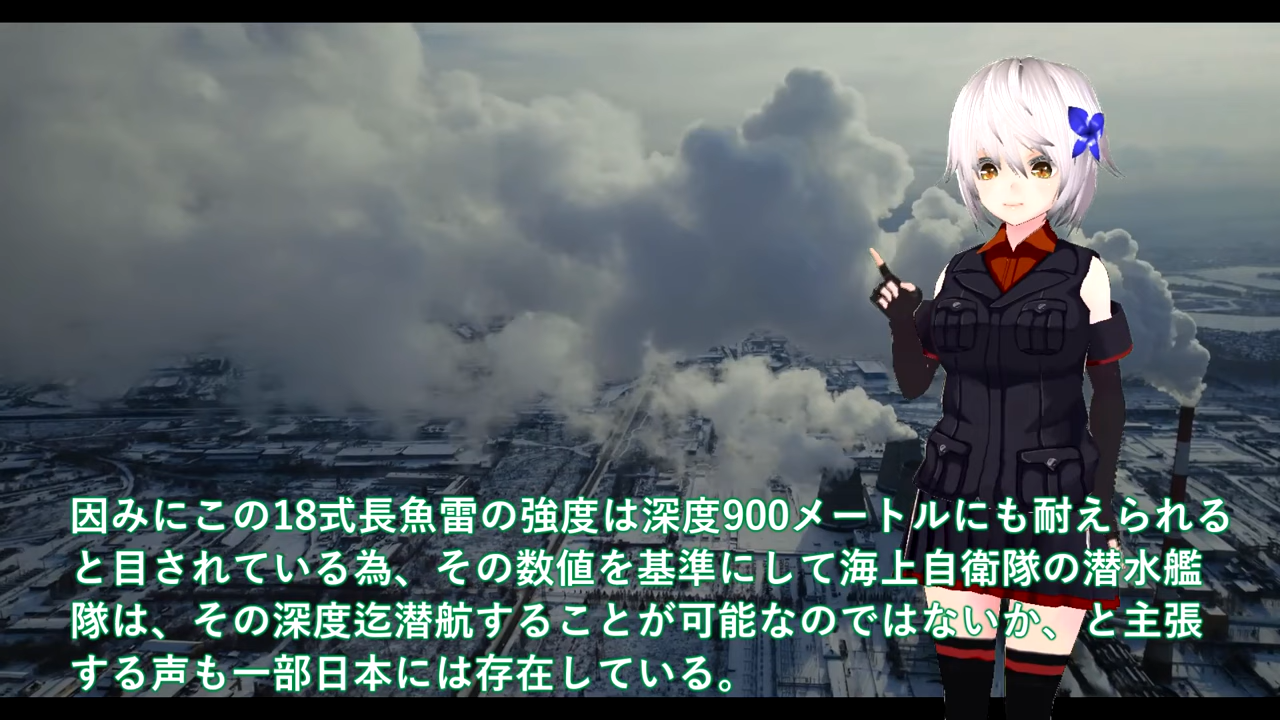 因みにこの18式長魚雷の強度は深度900メートルにも耐えられる
と目されている為、その数値を基準にして海上自衛隊の潜水艦
隊は、その深度迄潜航することが可能なのではないか、と主張
する声も一部日本には存在している。